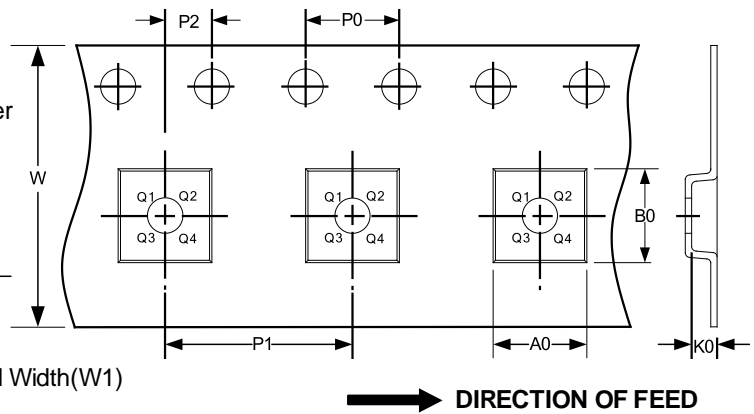 P2
P0
er
W
Q1 Q2
Q3 Q4
Q1 Q2
Q3 Q4
Q1 Q2
Q3 Q4
B0
P1
A0
K0
l Width(W1)
DIRECTION OF FEED